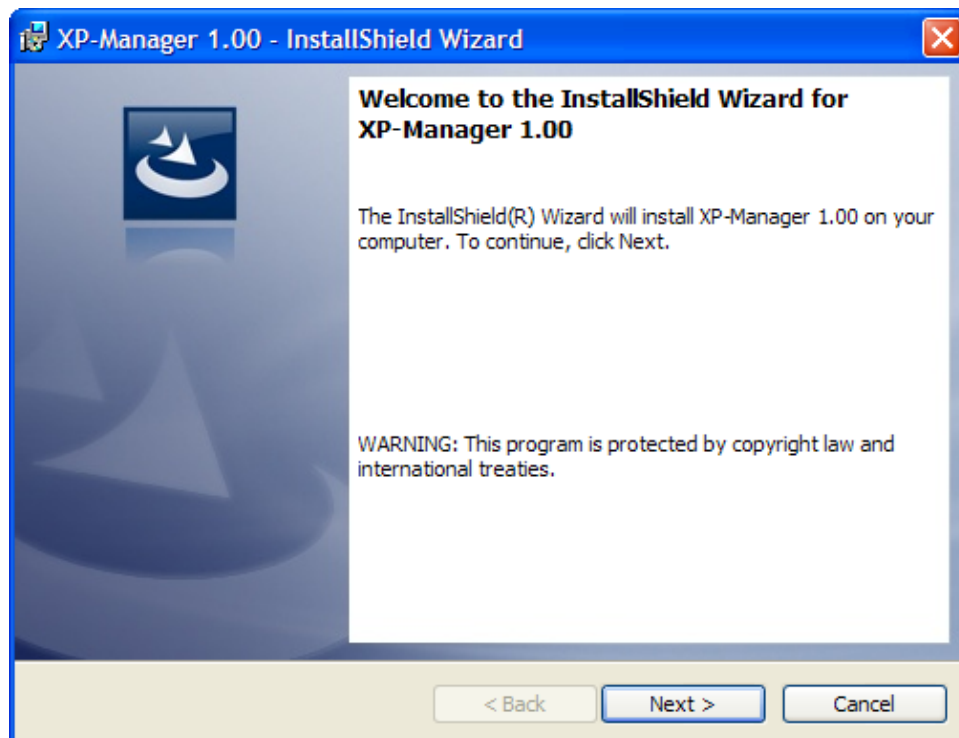 XP-Manager 1.00 - InstallShield Wizard
Welcome to the InstallShield Wizard for
XP-Manager 1.00
The InstallShield(R) Wizard will install XP-Manager 1.00 on your
computer. To continue, click Next.
WARNING: This program is protected by copyright law and
international treaties.
< Back
Next >
Cancel